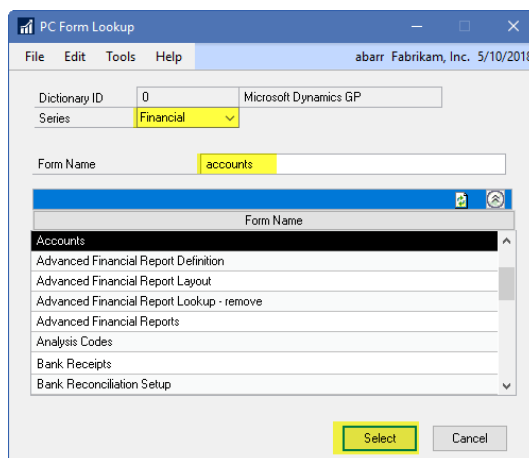 PC Form Lookup
File Edit Tools Help abarr Fabrikam, Inc. 5/10/2018
Dictionary ID 0 Microsoft Dynamics GP
Series Financial
Form Name accounts
Form Name
Accounts
Advanced Financial Report Definition
Advanced Financial Report Layout
Advanced Financial Report Lookup - remove
Advanced Financial Reports
Analysis Codes
Bank Receipts
Bank Reconciliation Setup
Select Cancel